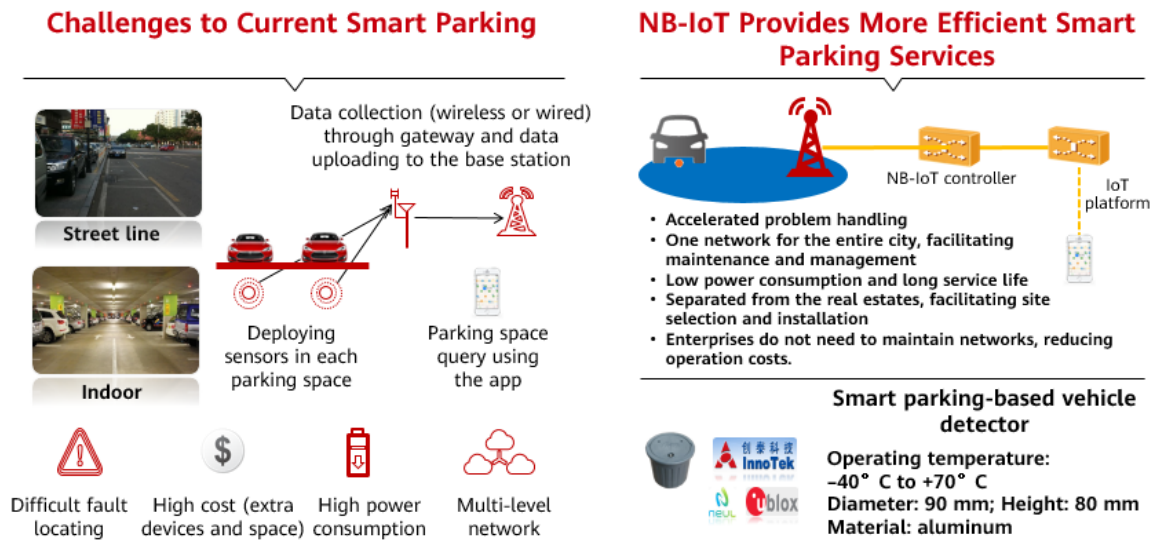 Challenges to Current Smart Parking
Data collection (wireless or wired)
through gateway and data
uploading to the base station
Street line
Indoor
Deploying
sensors in each
parking space
Parking space
query using
the app
Difficult fault
locating
High cost (extra
devices and space)
High power
consumption
Multi-level
network
NB-IoT Provides More Efficient Smart
Parking Services
NB-IoT controller
IoT
platform
• Accelerated problem handling
• One network for the entire city, facilitating
maintenance and management
• Low power consumption and long service life
• Separated from the real estates, facilitating site
selection and installation
• Enterprises do not need to maintain networks, reducing
operation costs.
Smart parking-based vehicle
detector
创泰科技
InnoTek
neul
ublox
Operating temperature:
–40° C to +70° C
Diameter: 90 mm; Height: 80 mm
Material: aluminum